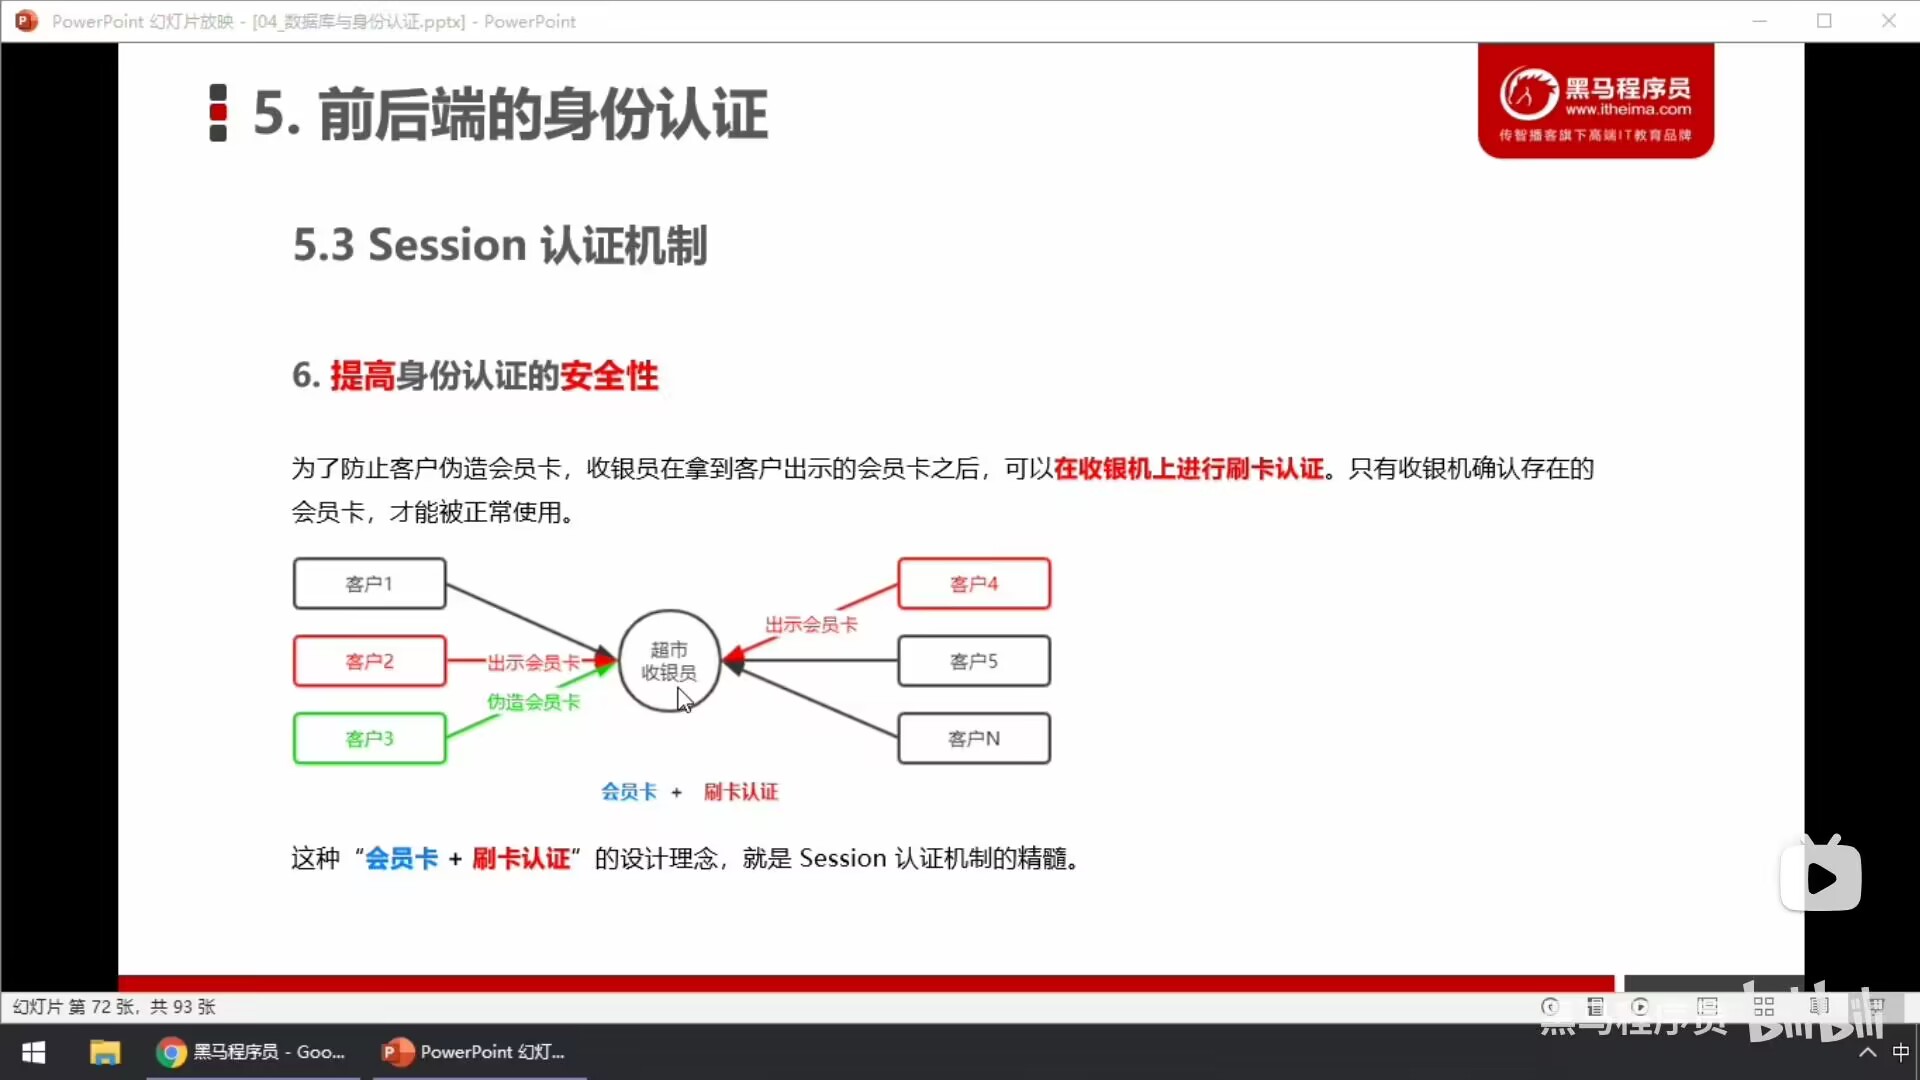 PowerPoint 幻灯片放映 - [04_数据库与身份认证.pptx] - PowerPoint
黑马程序员
www.itheima.com
传智播客旗下高端IT教育品牌
5. 前后端的身份认证
5.3 Session 认证机制
6. 提高身份认证的安全性
为了防止客户伪造会员卡，收银员在拿到客户出示的会员卡之后，可以在收银机上进行刷卡认证。只有收银机确认存在的
会员卡，才能被正常使用。
客户1
客户4
出示会员卡
超市
收银员
客户2
出示会员卡
客户5
伪造会员卡
客户3
客户N
会员卡 + 刷卡认证
这种“会员卡 + 刷卡认证”的设计理念，就是 Session 认证机制的精髓。
幻灯片 第 72 张，共 93 张
黑马程序员 bilibili
黑马程序员 - Goo...
PowerPoint 幻灯...
中